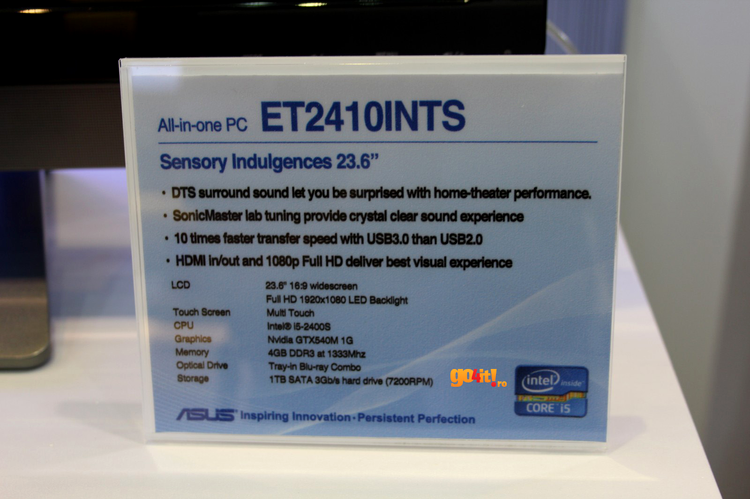 All-in-one PC ET2410INTS
Sensory Indulgences 23.6"
• DTS surround sound let you be surprised with home-theater performance.
• SonicMaster lab tuning provide crystal clear sound experience
• 10 times faster transfer speed with USB3.0 than USB2.0
• HDMI in/out and 1080p Full HD deliver best visual experience
LCD 23.6" 16:9 widescreen
Full HD 1920x1080 LED Backlight
Touch Screen Multi Touch
CPU Intel® i5-2400S
Graphics Nvidia GTX540M 1G
Memory 4GB DDR3 at 1333Mhz
Optical Drive Tray-in Blu-ray Combo
Storage 1TB SATA 3Gb/s hard drive (7200RPM)
go4it!.ro
intel inside
CORE i5
ASUS Inspiring Innovation · Persistent Perfection